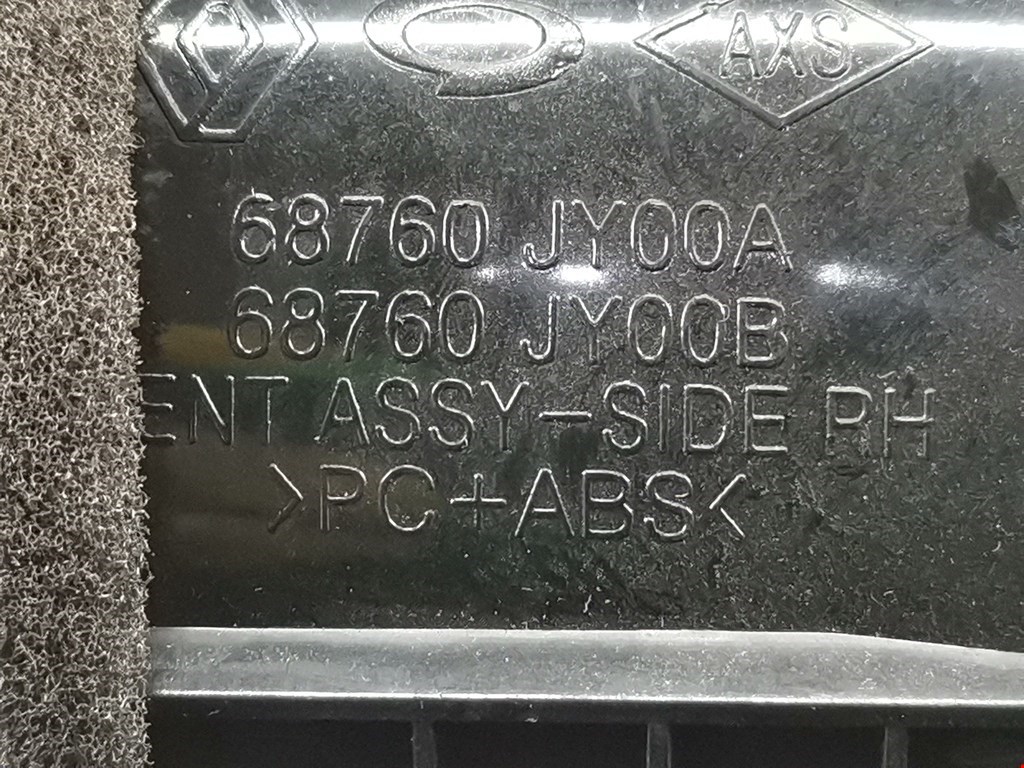 AXS
68760 JY00A
68760 JY00B
ENT ASSY-SIDE RH
>PC+ABS<